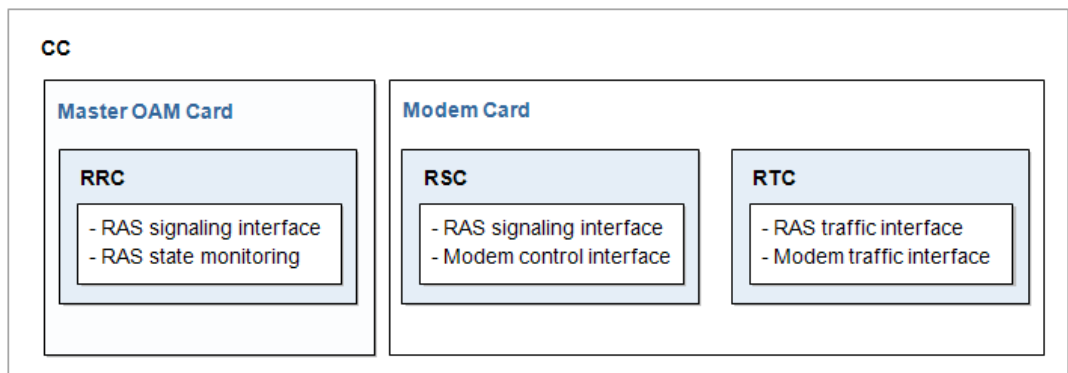 CC
Master OAM Card
RRC
- RAS signaling interface
- RAS state monitoring
Modem Card
RSC
- RAS signaling interface
- Modem control interface
RTC
- RAS traffic interface
- Modem traffic interface